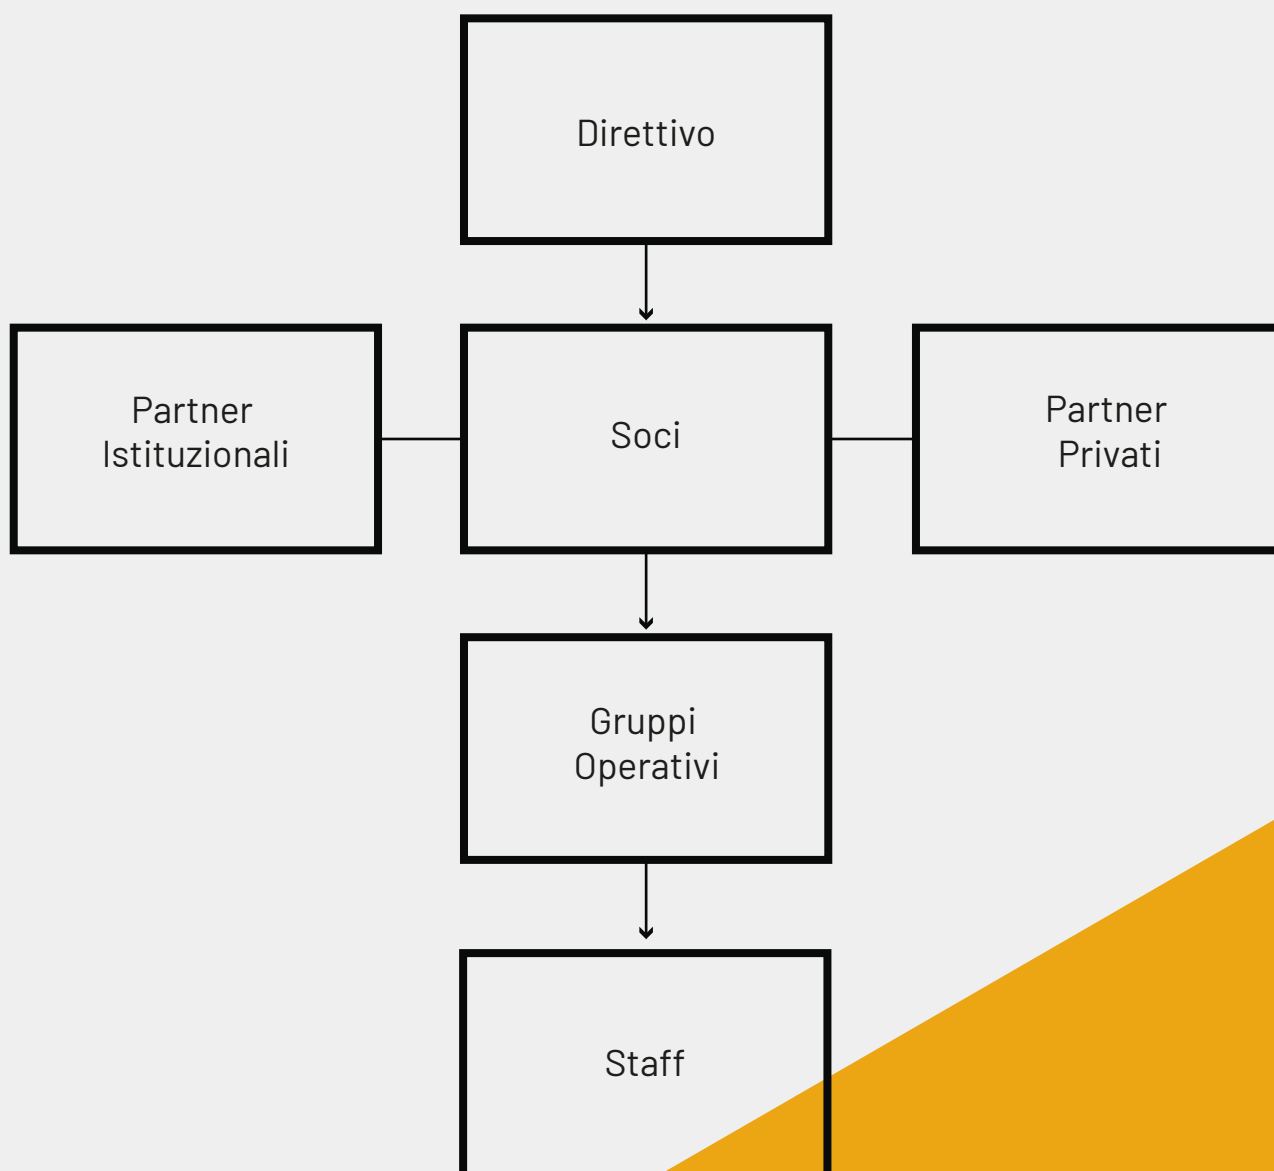 Direttivo
Partner
Istituzionali
Soci
Partner
Privati
Gruppi
Operativi
Staff